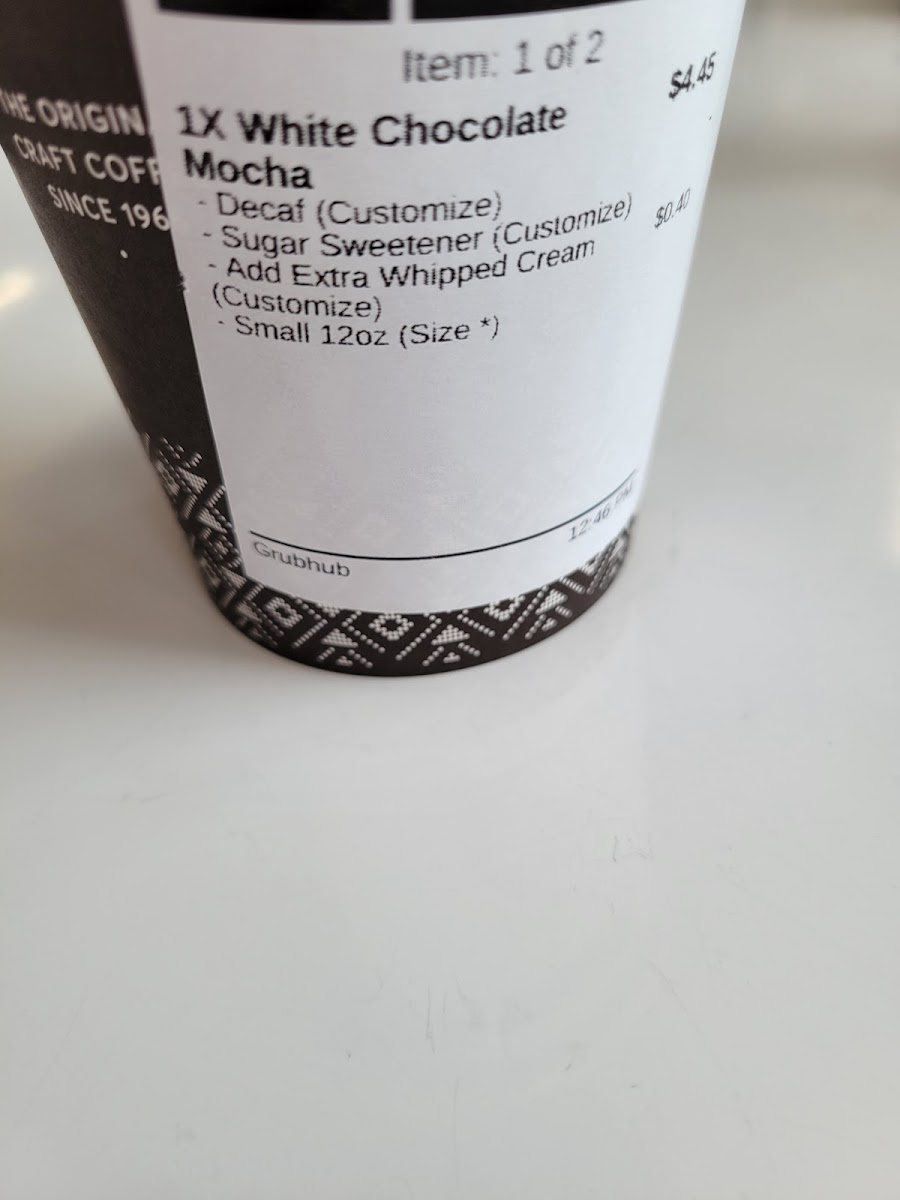 THE ORIGIN
CRAFT COFF
SINCE 196
Item: 1 of 2
1X White Chocolate $4.45
Mocha
- Decaf (Customize)
- Sugar Sweetener (Customize) $0.40
- Add Extra Whipped Cream
(Customize)
- Small 12oz (Size *)
Grubhub 12:46 PM